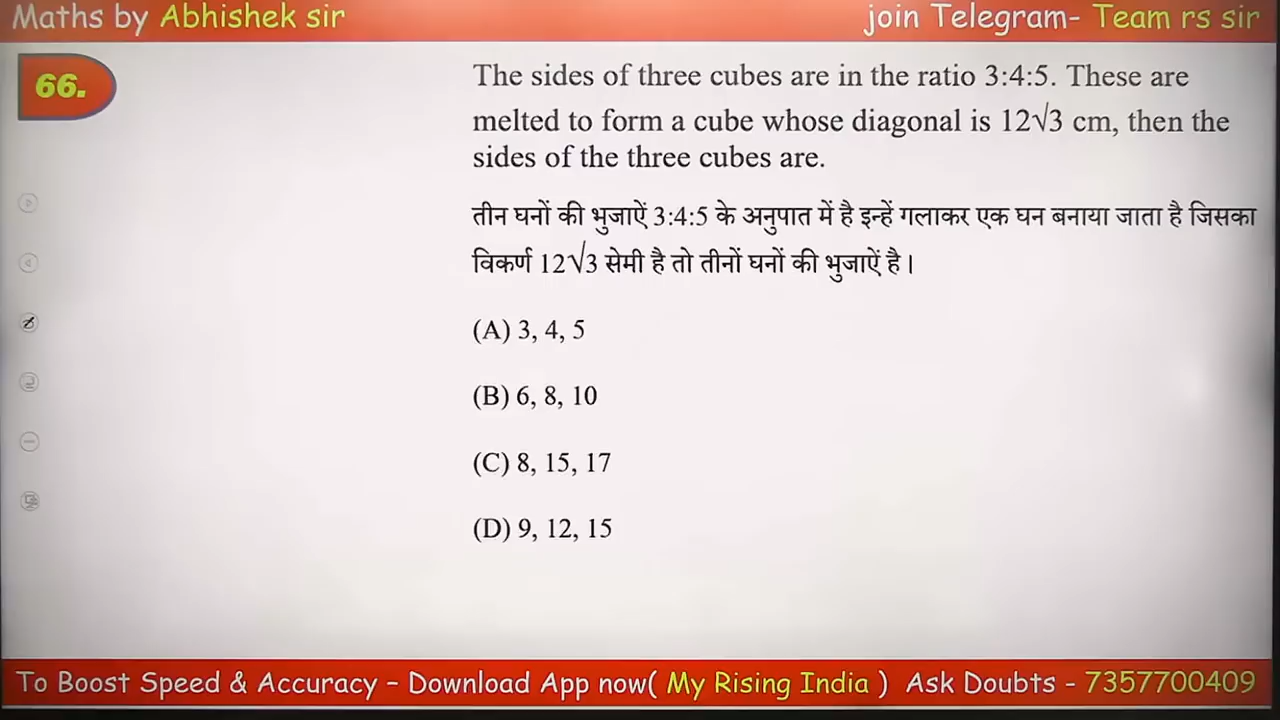 Maths by Abhishek sir
join Telegram- Team rs sir
66.
The sides of three cubes are in the ratio 3:4:5. These are
melted to form a cube whose diagonal is 12√3 cm, then the
sides of the three cubes are.
तीन घनों की भुजाऐं 3:4:5 के अनुपात में है इन्हें गलाकर एक घन बनाया जाता है जिसका
विकर्ण 12√3 सेमी है तो तीनों घनों की भुजाऐं है।
(A) 3, 4, 5
(B) 6, 8, 10
(C) 8, 15, 17
(D) 9, 12, 15
To Boost Speed & Accuracy – Download App now( My Rising India ) Ask Doubts - 7357700409